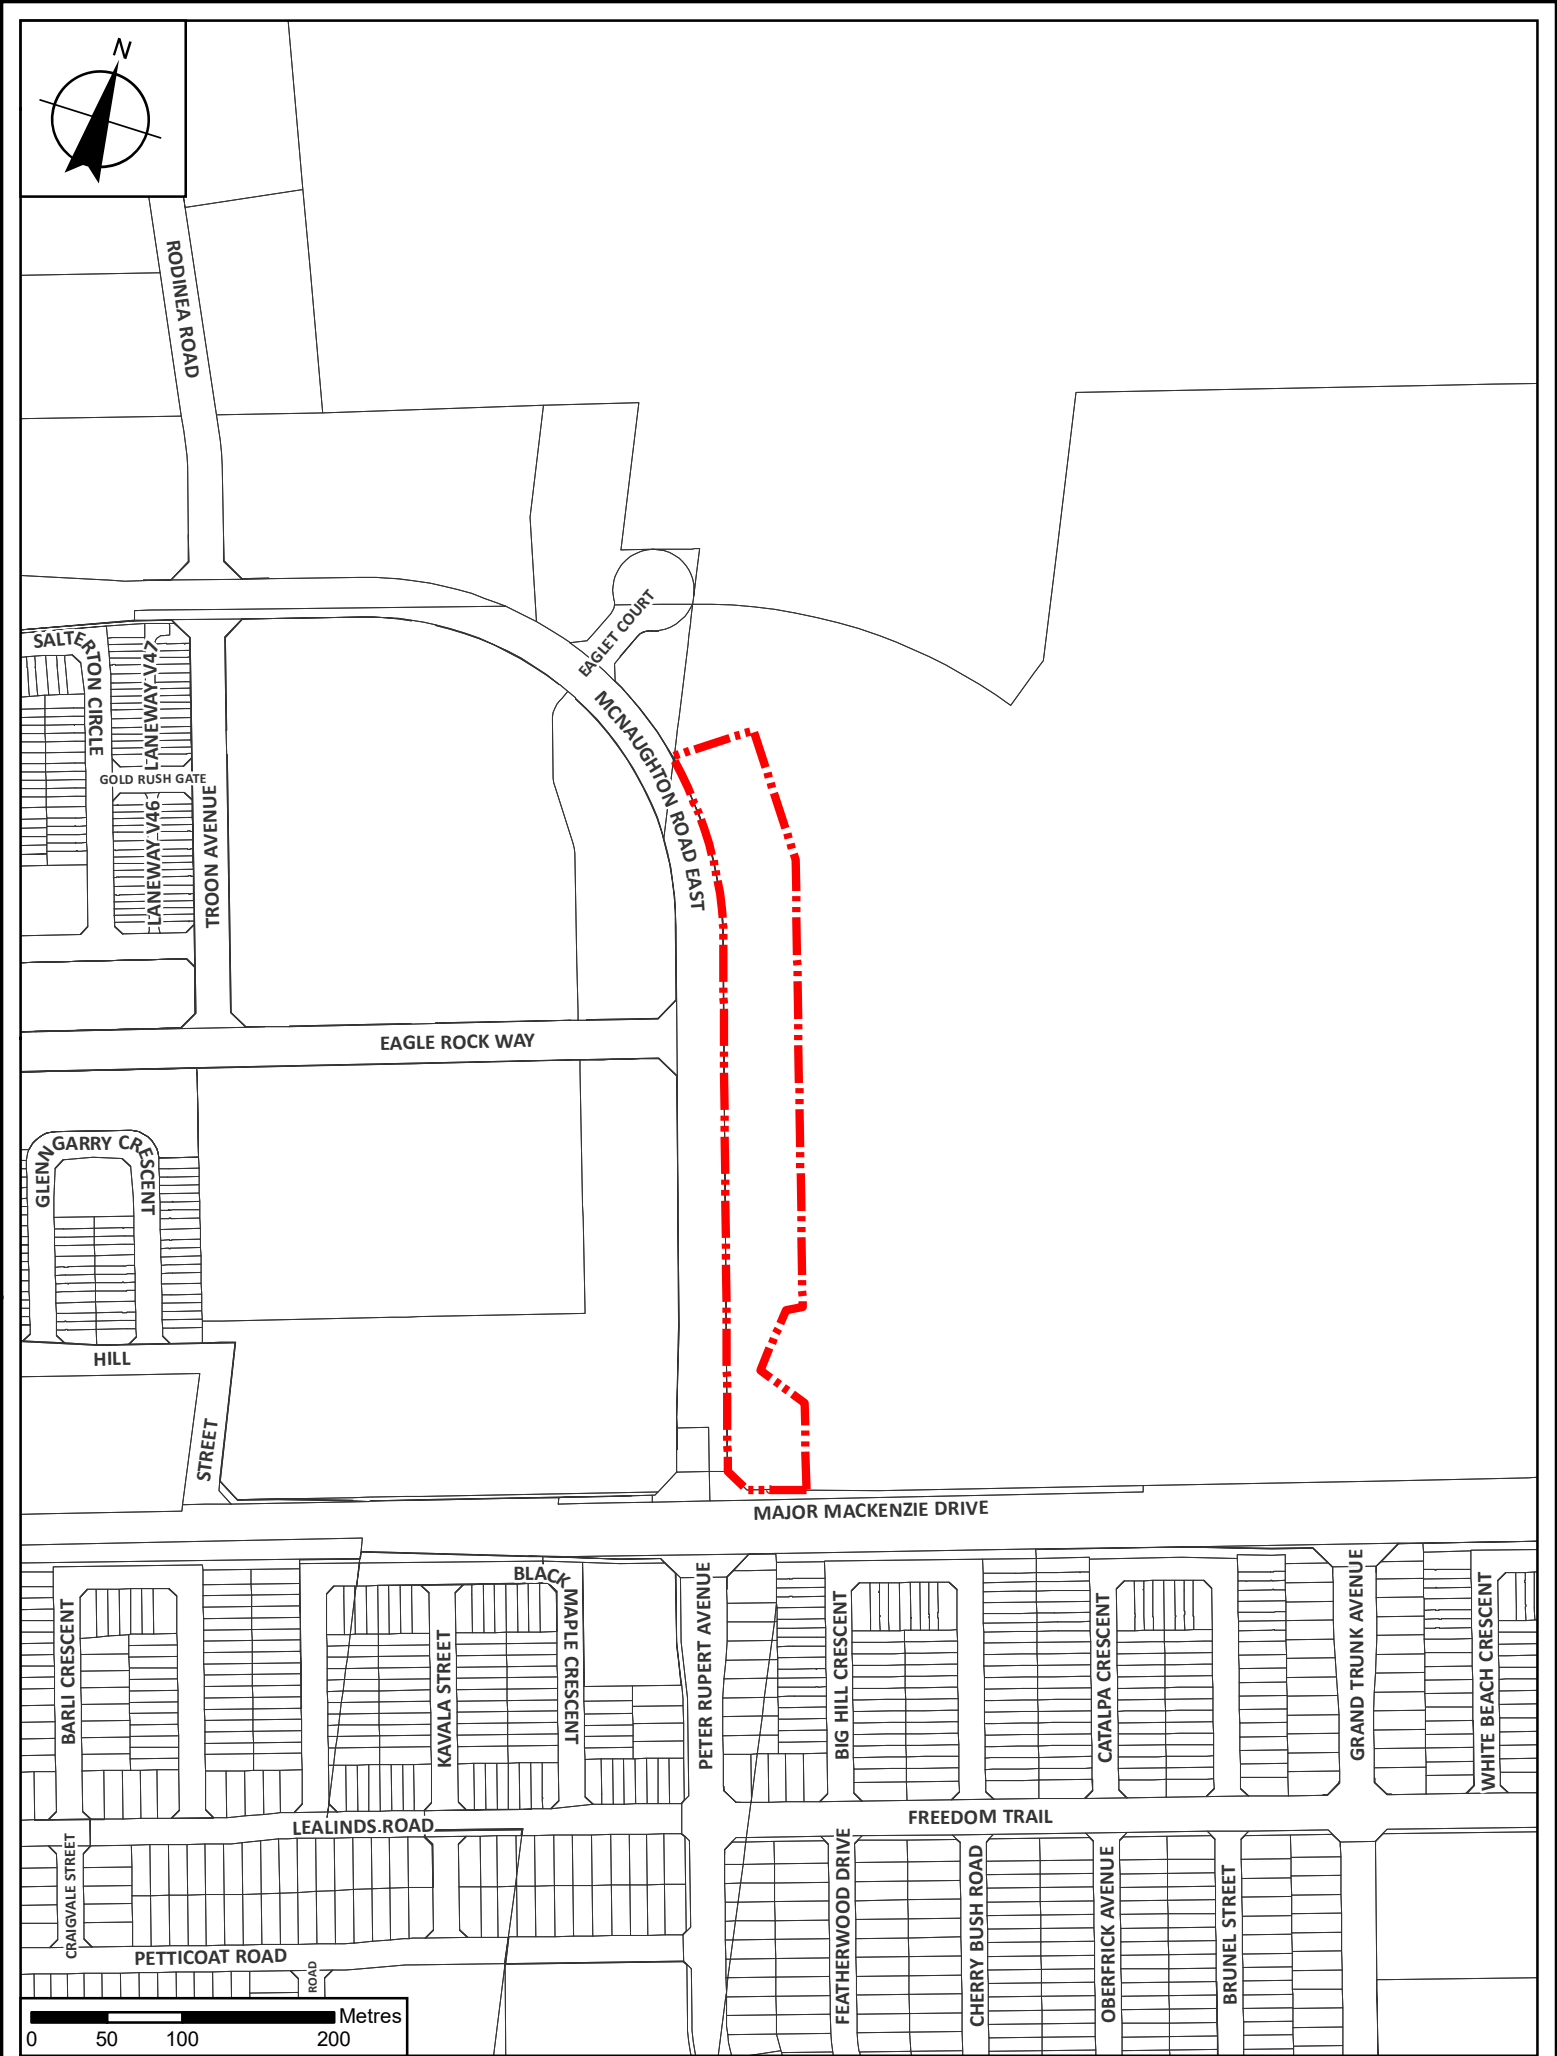 N
RODINEA ROAD
EAGLET COURT
SALTERTON CIRCLE
LANEWAY V47
MCNAUGHTON ROAD EAST
GOLD RUSH GATE
LANEWAY V46
TROON AVENUE
EAGLE ROCK WAY
GLENNGARRY CRESCENT
HILL
STREET
MAJOR MACKENZIE DRIVE
BLACK MAPLE CRESCENT
BARLI CRESCENT
KAVALA STREET
PETER RUPERT AVENUE
BIG HILL CRESCENT
CATALPA CRESCENT
GRAND TRUNK AVENUE
WHITE BEACH CRESCENT
LEALINDS ROAD
FREEDOM TRAIL
CRAIGVALE STREET
FEATHERWOOD DRIVE
CHERRY BUSH ROAD
OBERFRICK AVENUE
BRUNEL STREET
PETTICOAT ROAD
ROAD
Metres
0 50 100 200